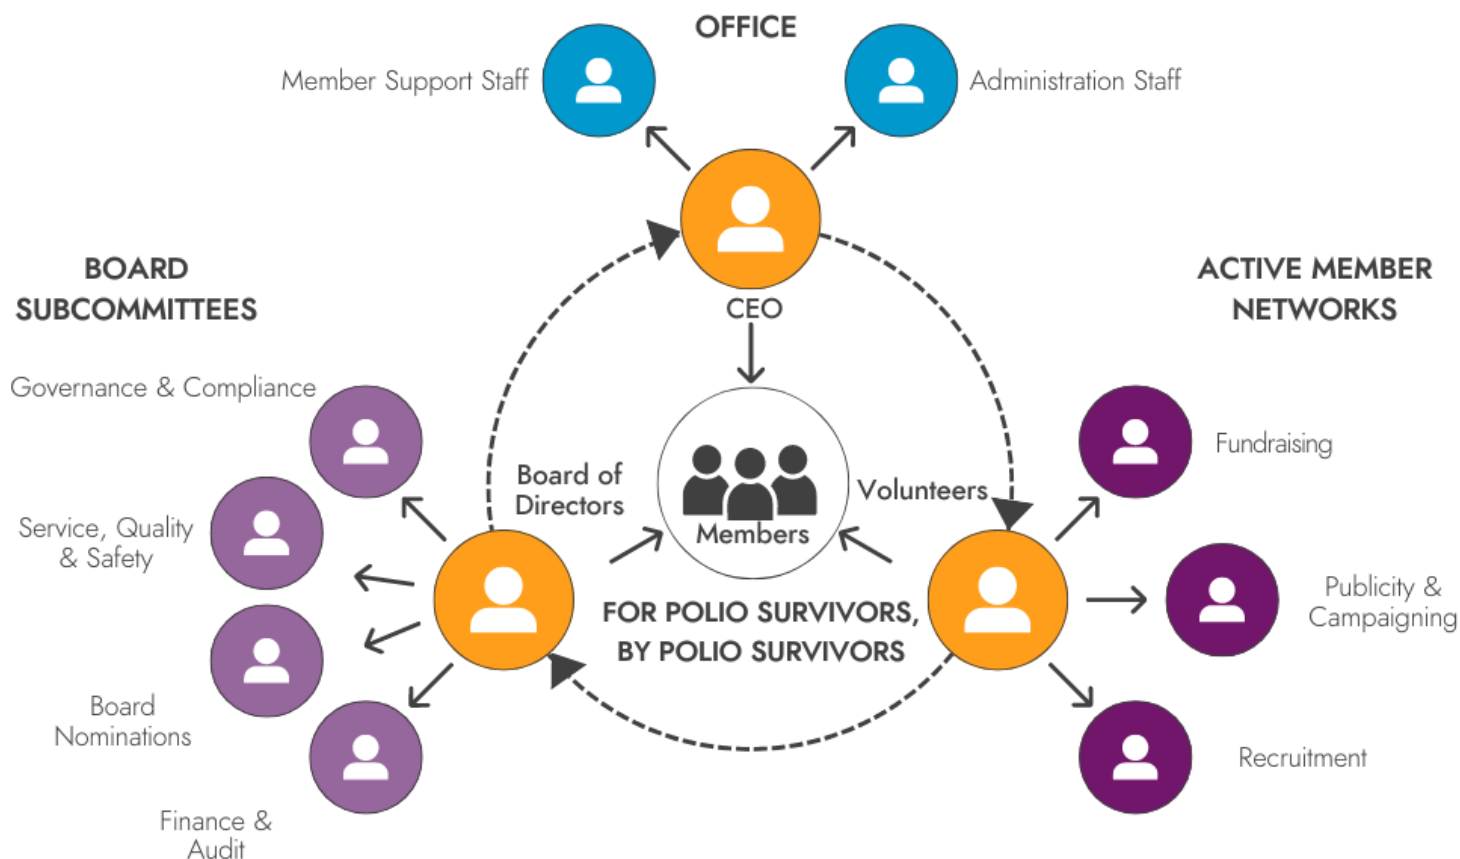 OFFICE
Member Support Staff
Administration Staff
BOARD
SUBCOMMITTEES
ACTIVE MEMBER
NETWORKS
CEO
Governance & Compliance
Service, Quality
& Safety
Board
Nominations
Finance &
Audit
Board of
Directors
Members
Volunteers
FOR POLIO SURVIVORS,
BY POLIO SURVIVORS
Fundraising
Publicity &
Campaigning
Recruitment